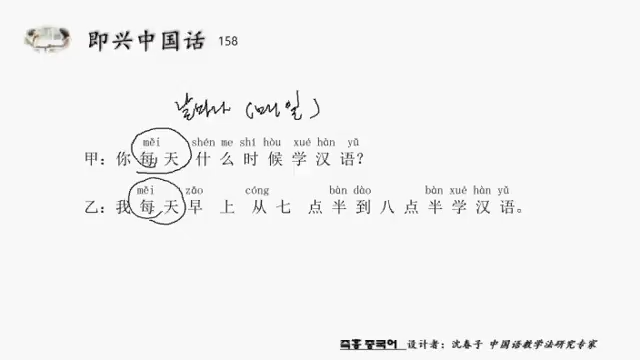 即兴中国话 158
날마다 (매일)
měi shén me shí hòu xué hàn yǔ
甲：你每天什么时候学汉语？
měi zǎo cóng bàn dào bàn xué hàn yǔ
乙：我每天早上从七点半到八点半学汉语。
즉흥 중국어 设计者：沈春子 中国语教学法研究专家